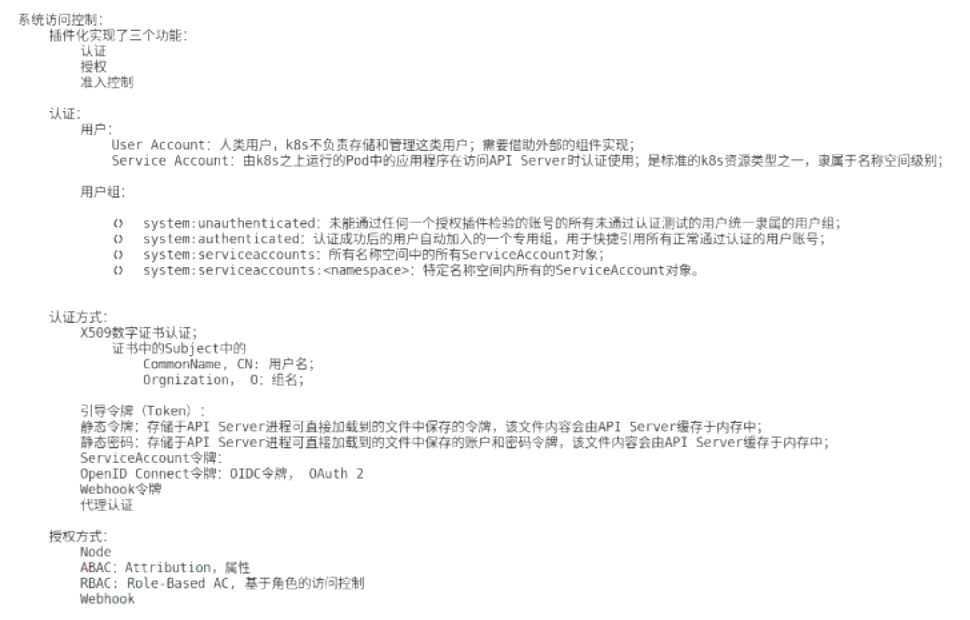 系统访问控制：
插件化实现了三个功能：
认证
授权
准入控制
认证：
用户：
User Account：人类用户，k8s不负责存储和管理这类用户；需要借助外部的组件实现；
Service Account：由k8s之上运行的Pod中的应用程序在访问API Server时认证使用；是标准的k8s资源类型之一，隶属于名称空间级别；
用户组：
() system:unauthenticated：未能通过任何一个授权插件检验的账号的所有未通过认证测试的用户统一隶属的用户组；
() system:authenticated：认证成功后的用户自动加入的一个专用组，用于快捷引用所有正常通过认证的用户账号；
() system:serviceaccounts：所有名称空间中的所有ServiceAccount对象；
() system:serviceaccounts:<namespace>：特定名称空间内所有的ServiceAccount对象。
认证方式：
X509数字证书认证；
证书中的Subject中的
CommonName, CN: 用户名；
Orgnization， O：组名；
引导令牌（Token）：
静态令牌：存储于API Server进程可直接加载到的文件中保存的令牌，该文件内容会由API Server缓存于内存中；
静态密码：存储于API Server进程可直接加载到的文件中保存的账户和密码令牌，该文件内容会由API Server缓存于内存中；
ServiceAccount令牌：
OpenID Connect令牌：OIDC令牌， OAuth 2
Webhook令牌
代理认证
授权方式：
Node
ABAC：Attribution，属性
RBAC: Role-Based AC, 基于角色的访问控制
Webhook